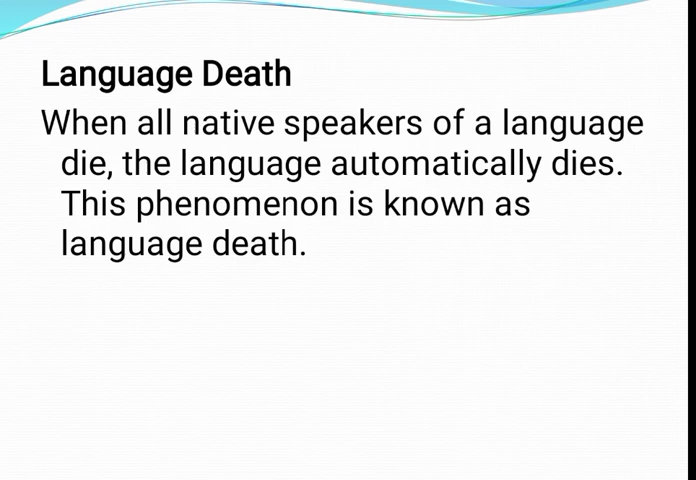 Language Death
When all native speakers of a language
die, the language automatically dies.
This phenomenon is known as
language death.